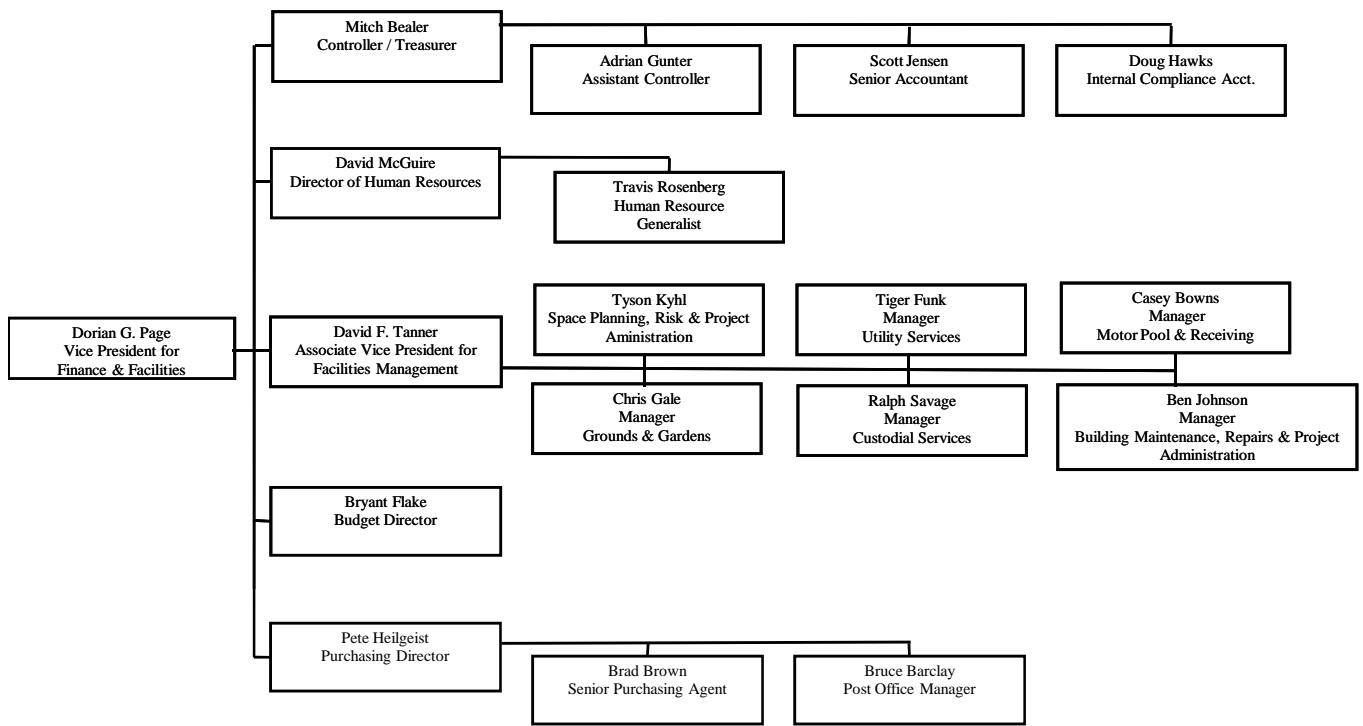 Mitch Bealer
Controller / Treasurer
Adrian Gunter
Assistant Controller
Scott Jensen
Senior Accountant
Doug Hawks
Internal Compliance Acct.
David McGuire
Director of Human Resources
Travis Rosenberg
Human Resource
Generalist
Dorian G. Page
Vice President for
Finance & Facilities
David F. Tanner
Associate Vice President for
Facilities Management
Tyson Kyhl
Space Planning, Risk & Project
Aministration
Tiger Funk
Manager
Utility Services
Casey Bowns
Manager
Motor Pool & Receiving
Chris Gale
Manager
Grounds & Gardens
Ralph Savage
Manager
Custodial Services
Ben Johnson
Manager
Building Maintenance, Repairs & Project
Administration
Bryant Flake
Budget Director
Pete Heilgeist
Purchasing Director
Brad Brown
Senior Purchasing Agent
Bruce Barclay
Post Office Manager